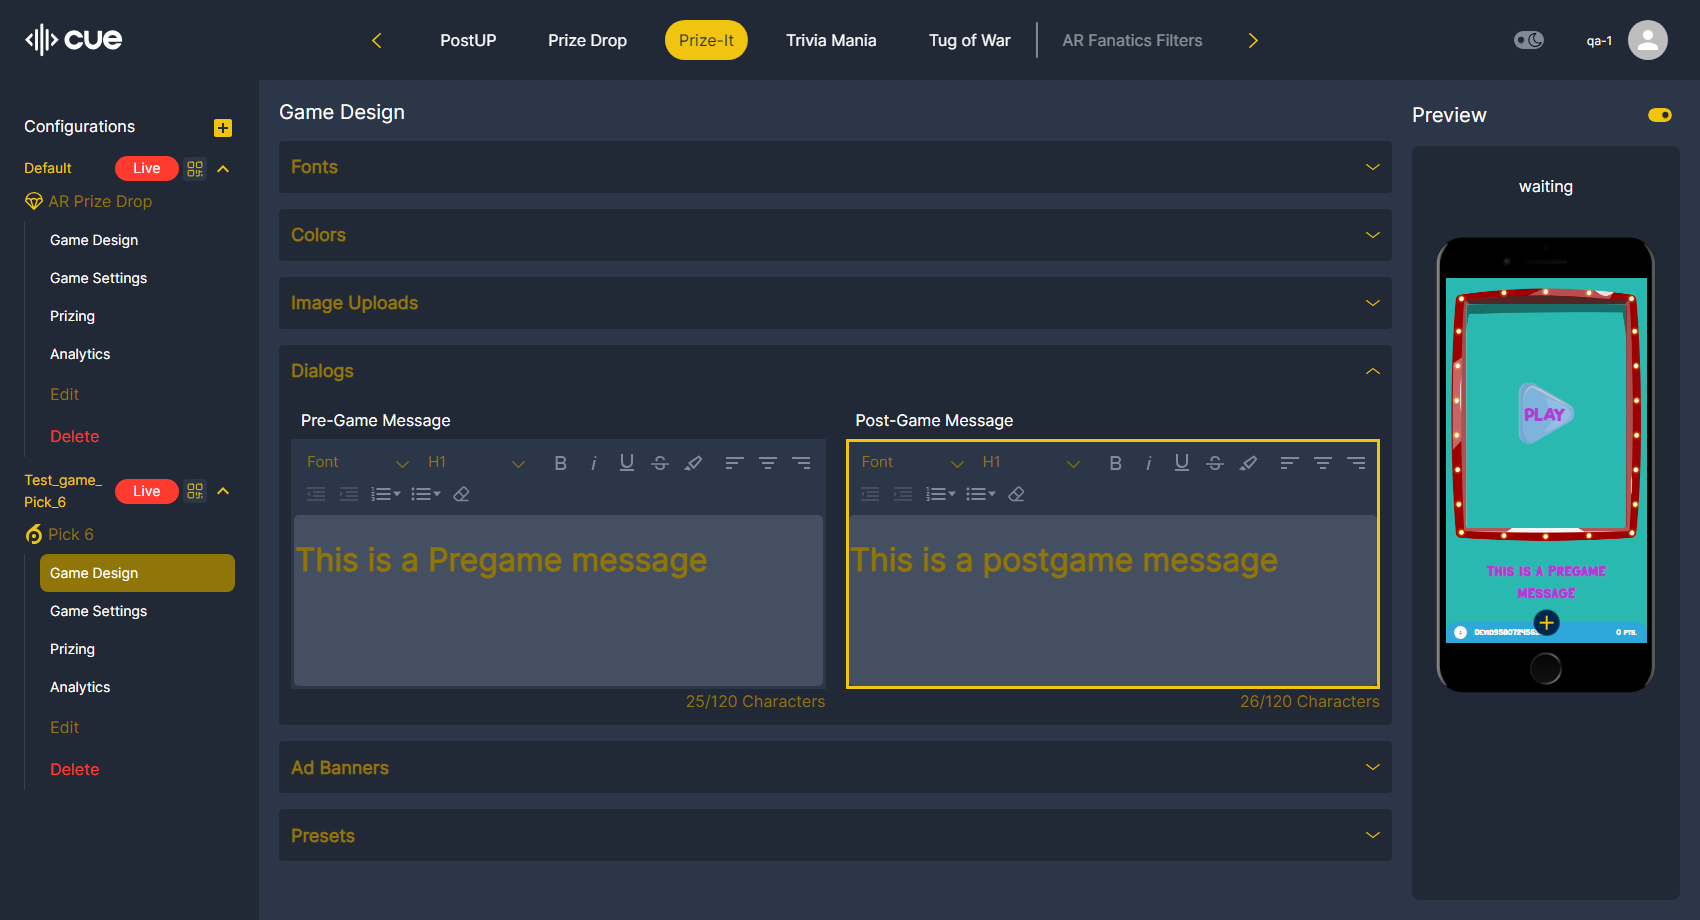 cue
PostUP
Prize Drop
Prize-It
Trivia Mania
Tug of War
AR Fanatics Filters
qa-1
Configurations
Default
Live
AR Prize Drop
Game Design
Game Settings
Prizing
Analytics
Edit
Delete
Test_game_
Pick_6
Live
Pick 6
Game Design
Game Settings
Prizing
Analytics
Edit
Delete
Game Design
Fonts
Colors
Image Uploads
Dialogs
Pre-Game Message
Font
H1
B i U S
This is a Pregame message
25/120 Characters
Post-Game Message
Font
H1
B i U S
This is a postgame message
26/120 Characters
Ad Banners
Presets
Preview
waiting
PLAY
This is a Pregame
message
0 pts.